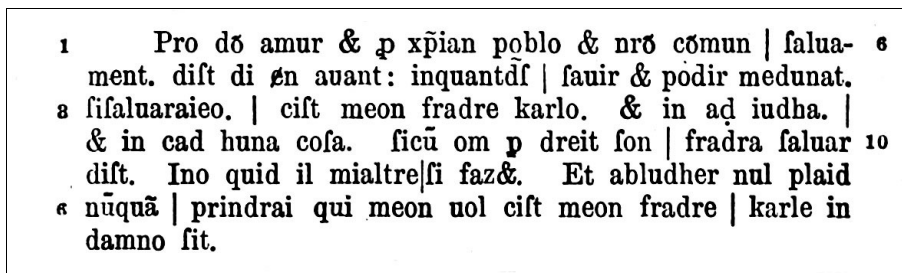 1 Pro dō amur & ꝓ xp̄ian poblo & nrō cōmun | ſalua- 6
ment. diſt di en auant: inquantdſ̄ | ſauir & podir medunat.
8 ſiſaluaraieo. | ciſt meon fradre karlo. & in aḍ iudha. |
& in cad huna coſa. ſicū om ꝑ dreit ſon | fradra ſaluar 10
diſt. Ino quid il mialtre|ſi faz&. Et abludher nul plaid
6 nūquā | prindrai qui meon uol ciſt meon fradre | karle in
damno ſit.